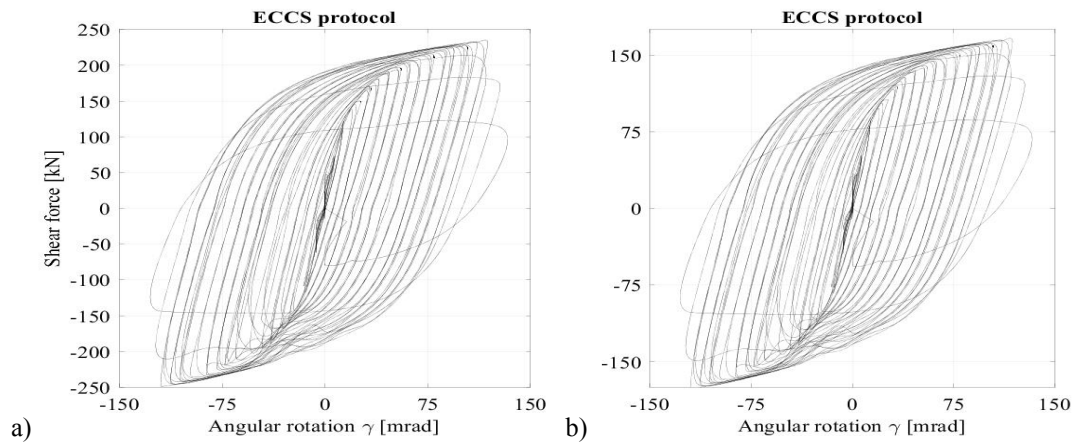 ECCS protocol
250
200
150
100
50
0
-50
-100
-150
-200
-250
Shear force [kN]
-150 -75 0 75 150
Angular rotation γ [mrad]
a)
ECCS protocol
150
75
0
-75
-150
-150 -75 0 75 150
Angular rotation γ [mrad]
b)